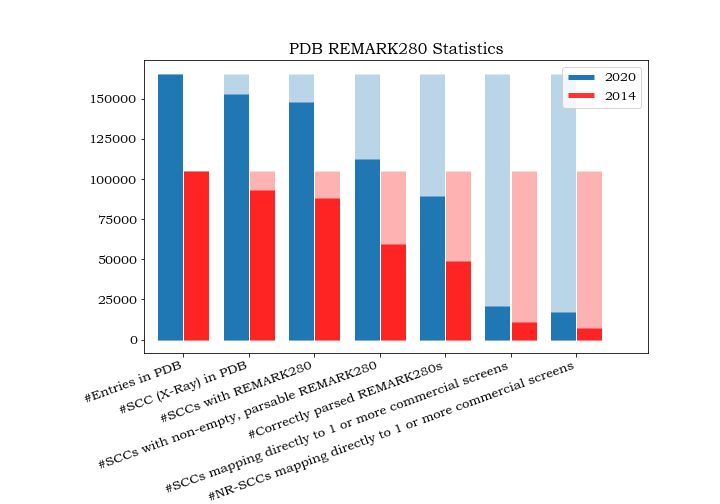 PDB REMARK280 Statistics
2020
2014
150000
125000
100000
75000
50000
25000
0
#Entries in PDB
#SCC (X-Ray) in PDB
#SCCs with REMARK280
#SCCs with non-empty, parsable REMARK280
#Correctly parsed REMARK280s
#SCCs mapping directly to 1 or more commercial screens
#NR-SCCs mapping directly to 1 or more commercial screens